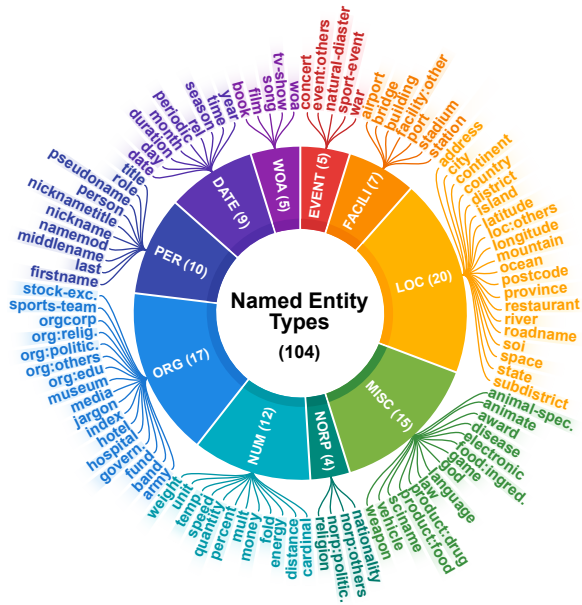 Named Entity
Types
(104)
EVENT (5)
concert
event:others
natural-diaster
sport-event
war
FACILI (7)
airport
bridge
building
facility:other
port
stadium
station
LOC (20)
address
city
continent
country
district
island
latitude
loc:others
longitude
mountain
ocean
postcode
province
restaurant
river
roadname
soi
space
state
subdistrict
MISC (15)
animal-spec.
animate
award
disease
electronic
food:ingred.
game
god
language
law
product:drug
product:food
sciname
vehicle
weapon
NORP (4)
nationality
norp:others
norp:politic.
religion
NUM (12)
cardinal
distance
energy
fold
money
mult
percent
quantity
speed
temp.
unit
weight
ORG (17)
army
band
fund
govern.
hospital
hotel
index
jargon
media
museum
org:edu
org:others
org:politic.
org:relig.
orgcorp
sports-team
stock-exc.
PER (10)
firstname
last
middlename
namemod
nickname
nicknametitle
person
pseudoname
role
title
DATE (9)
date
day
duration
month
periodic
rel
season
time
year
WOA (5)
book
film
song
tv-show
woa